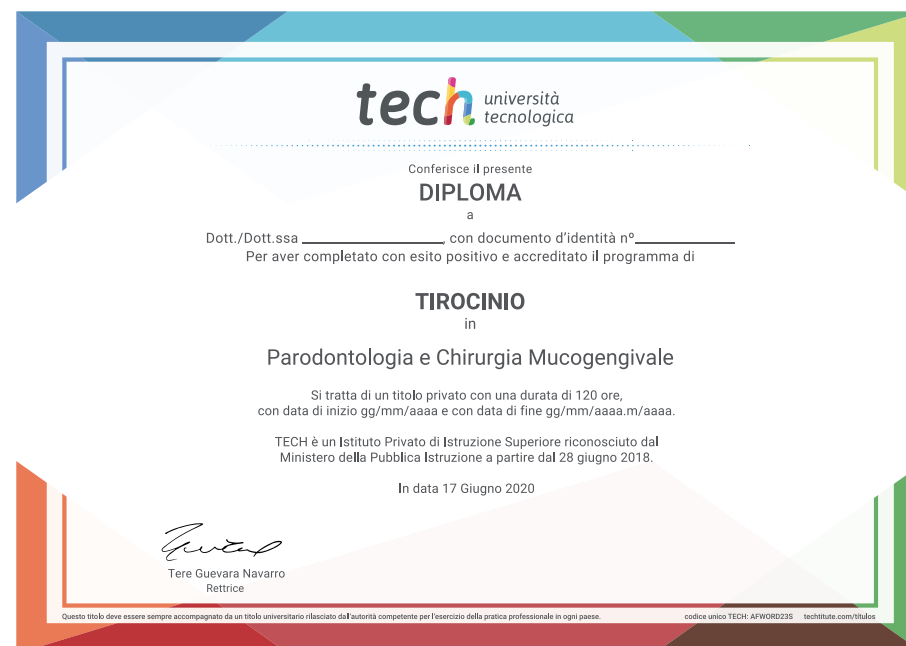 tech università
tecnologica
Conferisce il presente
DIPLOMA
a
Dott./Dott.ssa ________________, con documento d'identità nº____________
Per aver completato con esito positivo e accreditato il programma di
TIROCINIO
in
Parodontologia e Chirurgia Mucogengivale
Si tratta di un titolo privato con una durata di 120 ore,
con data di inizio gg/mm/aaaa e con data di fine gg/mm/aaaa.m/aaaa.
TECH è un Istituto Privato di Istruzione Superiore riconosciuto dal
Ministero della Pubblica Istruzione a partire dal 28 giugno 2018.
In data 17 Giugno 2020
Tere Guevara Navarro
Rettrice
Questo titolo deve essere sempre accompagnato da un titolo universitario rilasciato dall'autorità competente per l'esercizio della pratica professionale in ogni paese. codice unico TECH: AFWORD23S techtitute.com/titulos